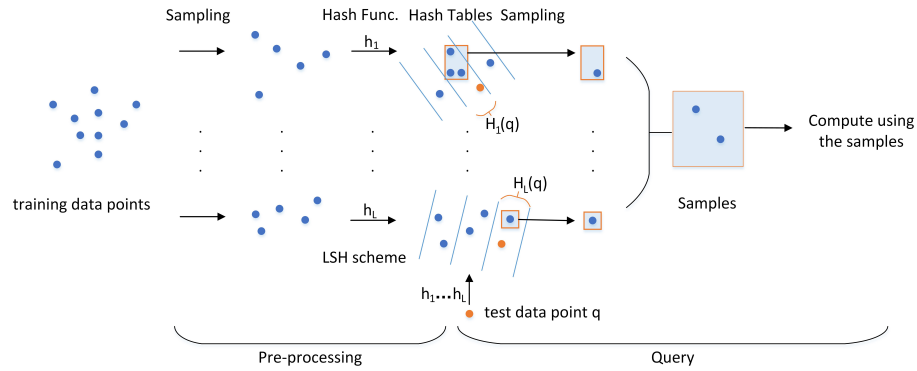 Sampling
Hash Func.
Hash Tables
Sampling
h1
H1(q)
Compute using
the samples
training data points
hL
HL(q)
Samples
LSH scheme
h1...hL
test data point q
Pre-processing
Query